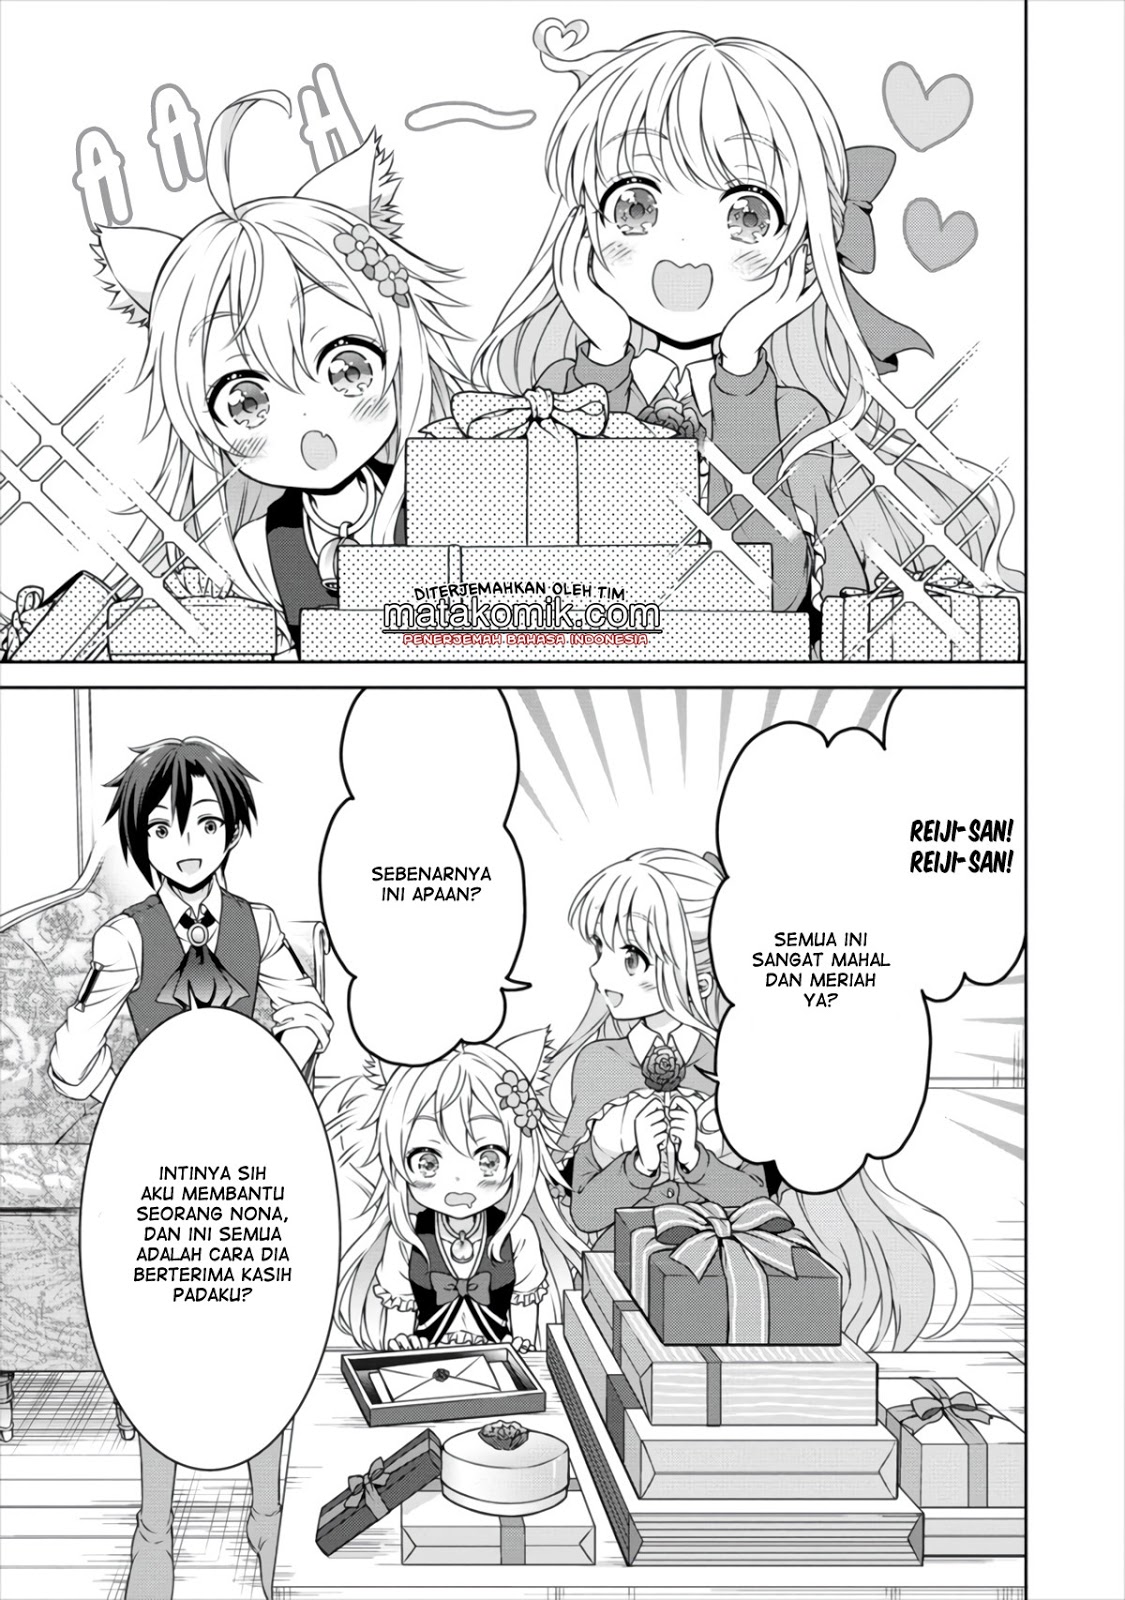 AAAH~
DITERJEMAHKAN OLEH TIM
matakomik.com
PENERJEMAH BAHASA INDONESIA
REIJI-SAN!
REIJI-SAN!
SEMUA INI
SANGAT MAHAL
DAN MERIAH
YA?
SEBENARNYA
INI APAAN?
INTINYA SIH
AKU MEMBANTU
SEORANG NONA,
DAN INI SEMUA
ADALAH CARA DIA
BERTERIMA KASIH
PADAKU?